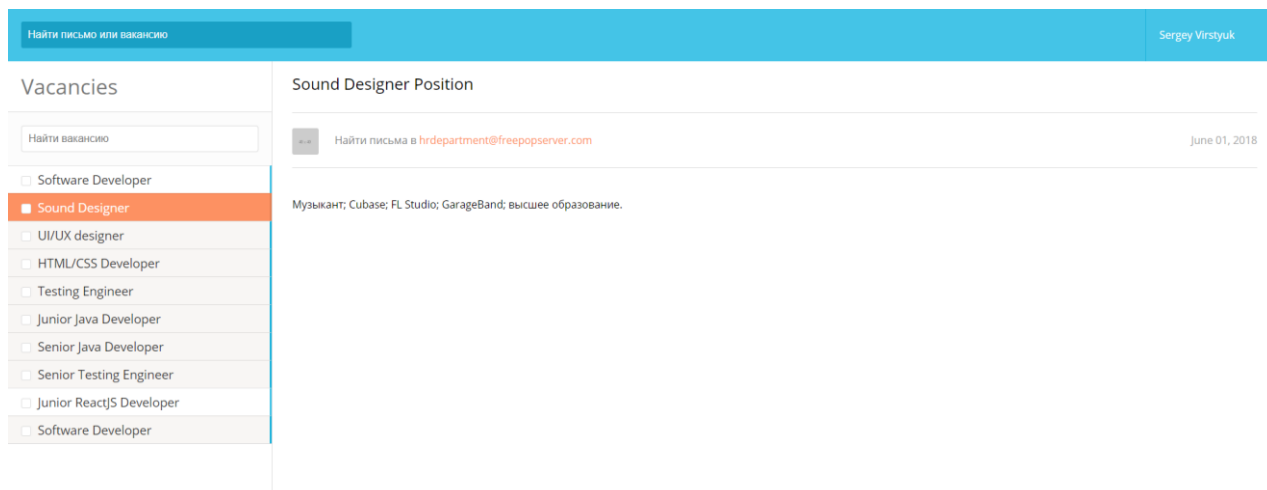 Найти письмо или вакансию
Sergey Virstyuk
Vacancies
Найти вакансию
Software Developer
Sound Designer
UI/UX designer
HTML/CSS Developer
Testing Engineer
Junior Java Developer
Senior Java Developer
Senior Testing Engineer
Junior ReactJS Developer
Software Developer
Sound Designer Position
Найти письма в hrdepartment@freepopserver.com
June 01, 2018
Музыкант; Cubase; FL Studio; GarageBand; высшее образование.